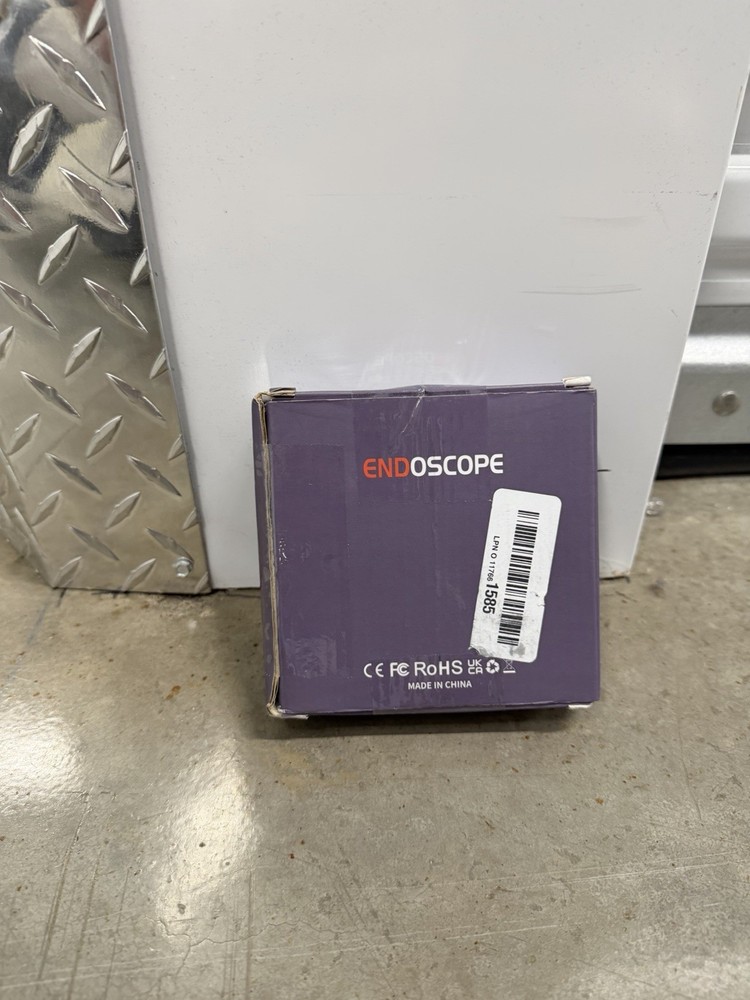 ENDOSCOPE
LPN O 11766 1585
CE FC RoHS UK CA
MADE IN CHINA